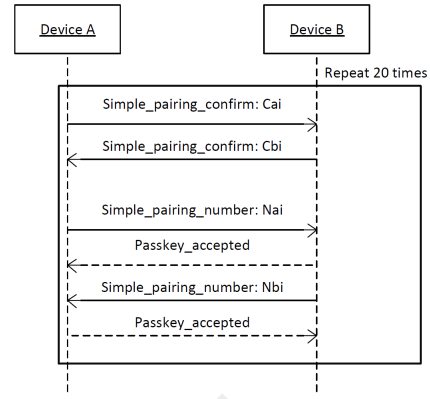 Device A
Device B
Repeat 20 times
Simple_pairing_confirm: Cai
Simple_pairing_confirm: Cbi
Simple_pairing_number: Nai
Passkey_accepted
Simple_pairing_number: Nbi
Passkey_accepted